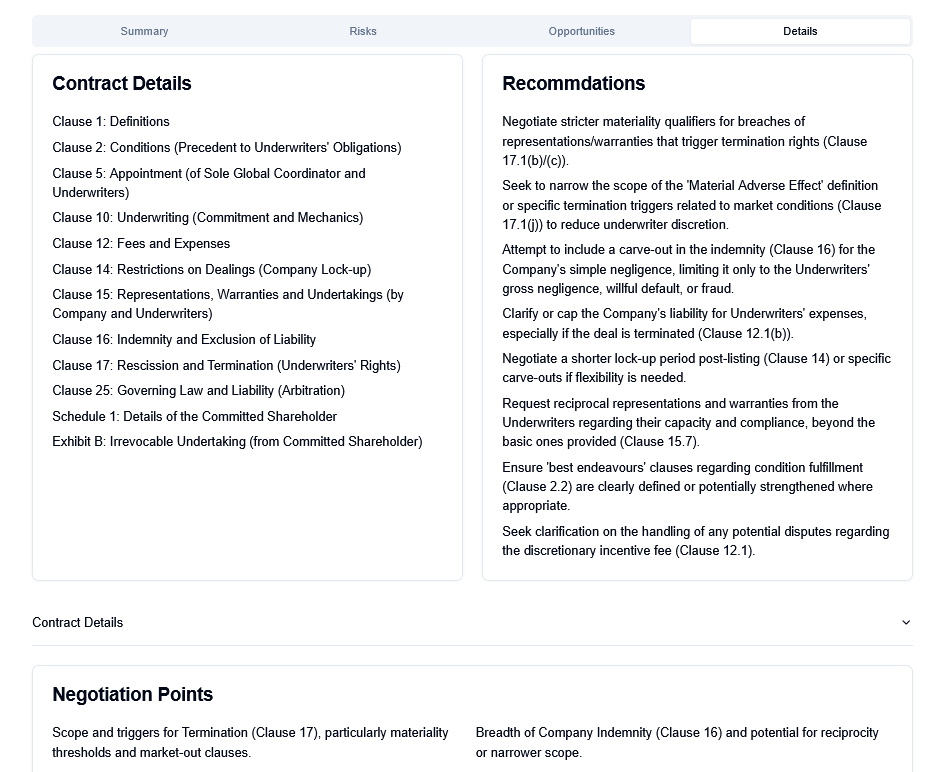 Summary
Risks
Opportunities
Details
Contract Details
Clause 1: Definitions
Clause 2: Conditions (Precedent to Underwriters' Obligations)
Clause 5: Appointment (of Sole Global Coordinator and
Underwriters)
Clause 10: Underwriting (Commitment and Mechanics)
Clause 12: Fees and Expenses
Clause 14: Restrictions on Dealings (Company Lock-up)
Clause 15: Representations, Warranties and Undertakings (by
Company and Underwriters)
Clause 16: Indemnity and Exclusion of Liability
Clause 17: Rescission and Termination (Underwriters' Rights)
Clause 25: Governing Law and Liability (Arbitration)
Schedule 1: Details of the Committed Shareholder
Exhibit B: Irrevocable Undertaking (from Committed Shareholder)
Recommdations
Negotiate stricter materiality qualifiers for breaches of
representations/warranties that trigger termination rights (Clause
17.1(b)/(c)).
Seek to narrow the scope of the 'Material Adverse Effect' definition
or specific termination triggers related to market conditions (Clause
17.1(j)) to reduce underwriter discretion.
Attempt to include a carve-out in the indemnity (Clause 16) for the
Company's simple negligence, limiting it only to the Underwriters'
gross negligence, willful default, or fraud.
Clarify or cap the Company's liability for Underwriters' expenses,
especially if the deal is terminated (Clause 12.1(b)).
Negotiate a shorter lock-up period post-listing (Clause 14) or specific
carve-outs if flexibility is needed.
Request reciprocal representations and warranties from the
Underwriters regarding their capacity and compliance, beyond the
basic ones provided (Clause 15.7).
Ensure 'best endeavours' clauses regarding condition fulfillment
(Clause 2.2) are clearly defined or potentially strengthened where
appropriate.
Seek clarification on the handling of any potential disputes regarding
the discretionary incentive fee (Clause 12.1).
Contract Details
Negotiation Points
Scope and triggers for Termination (Clause 17), particularly materiality
thresholds and market-out clauses.
Breadth of Company Indemnity (Clause 16) and potential for reciprocity
or narrower scope.